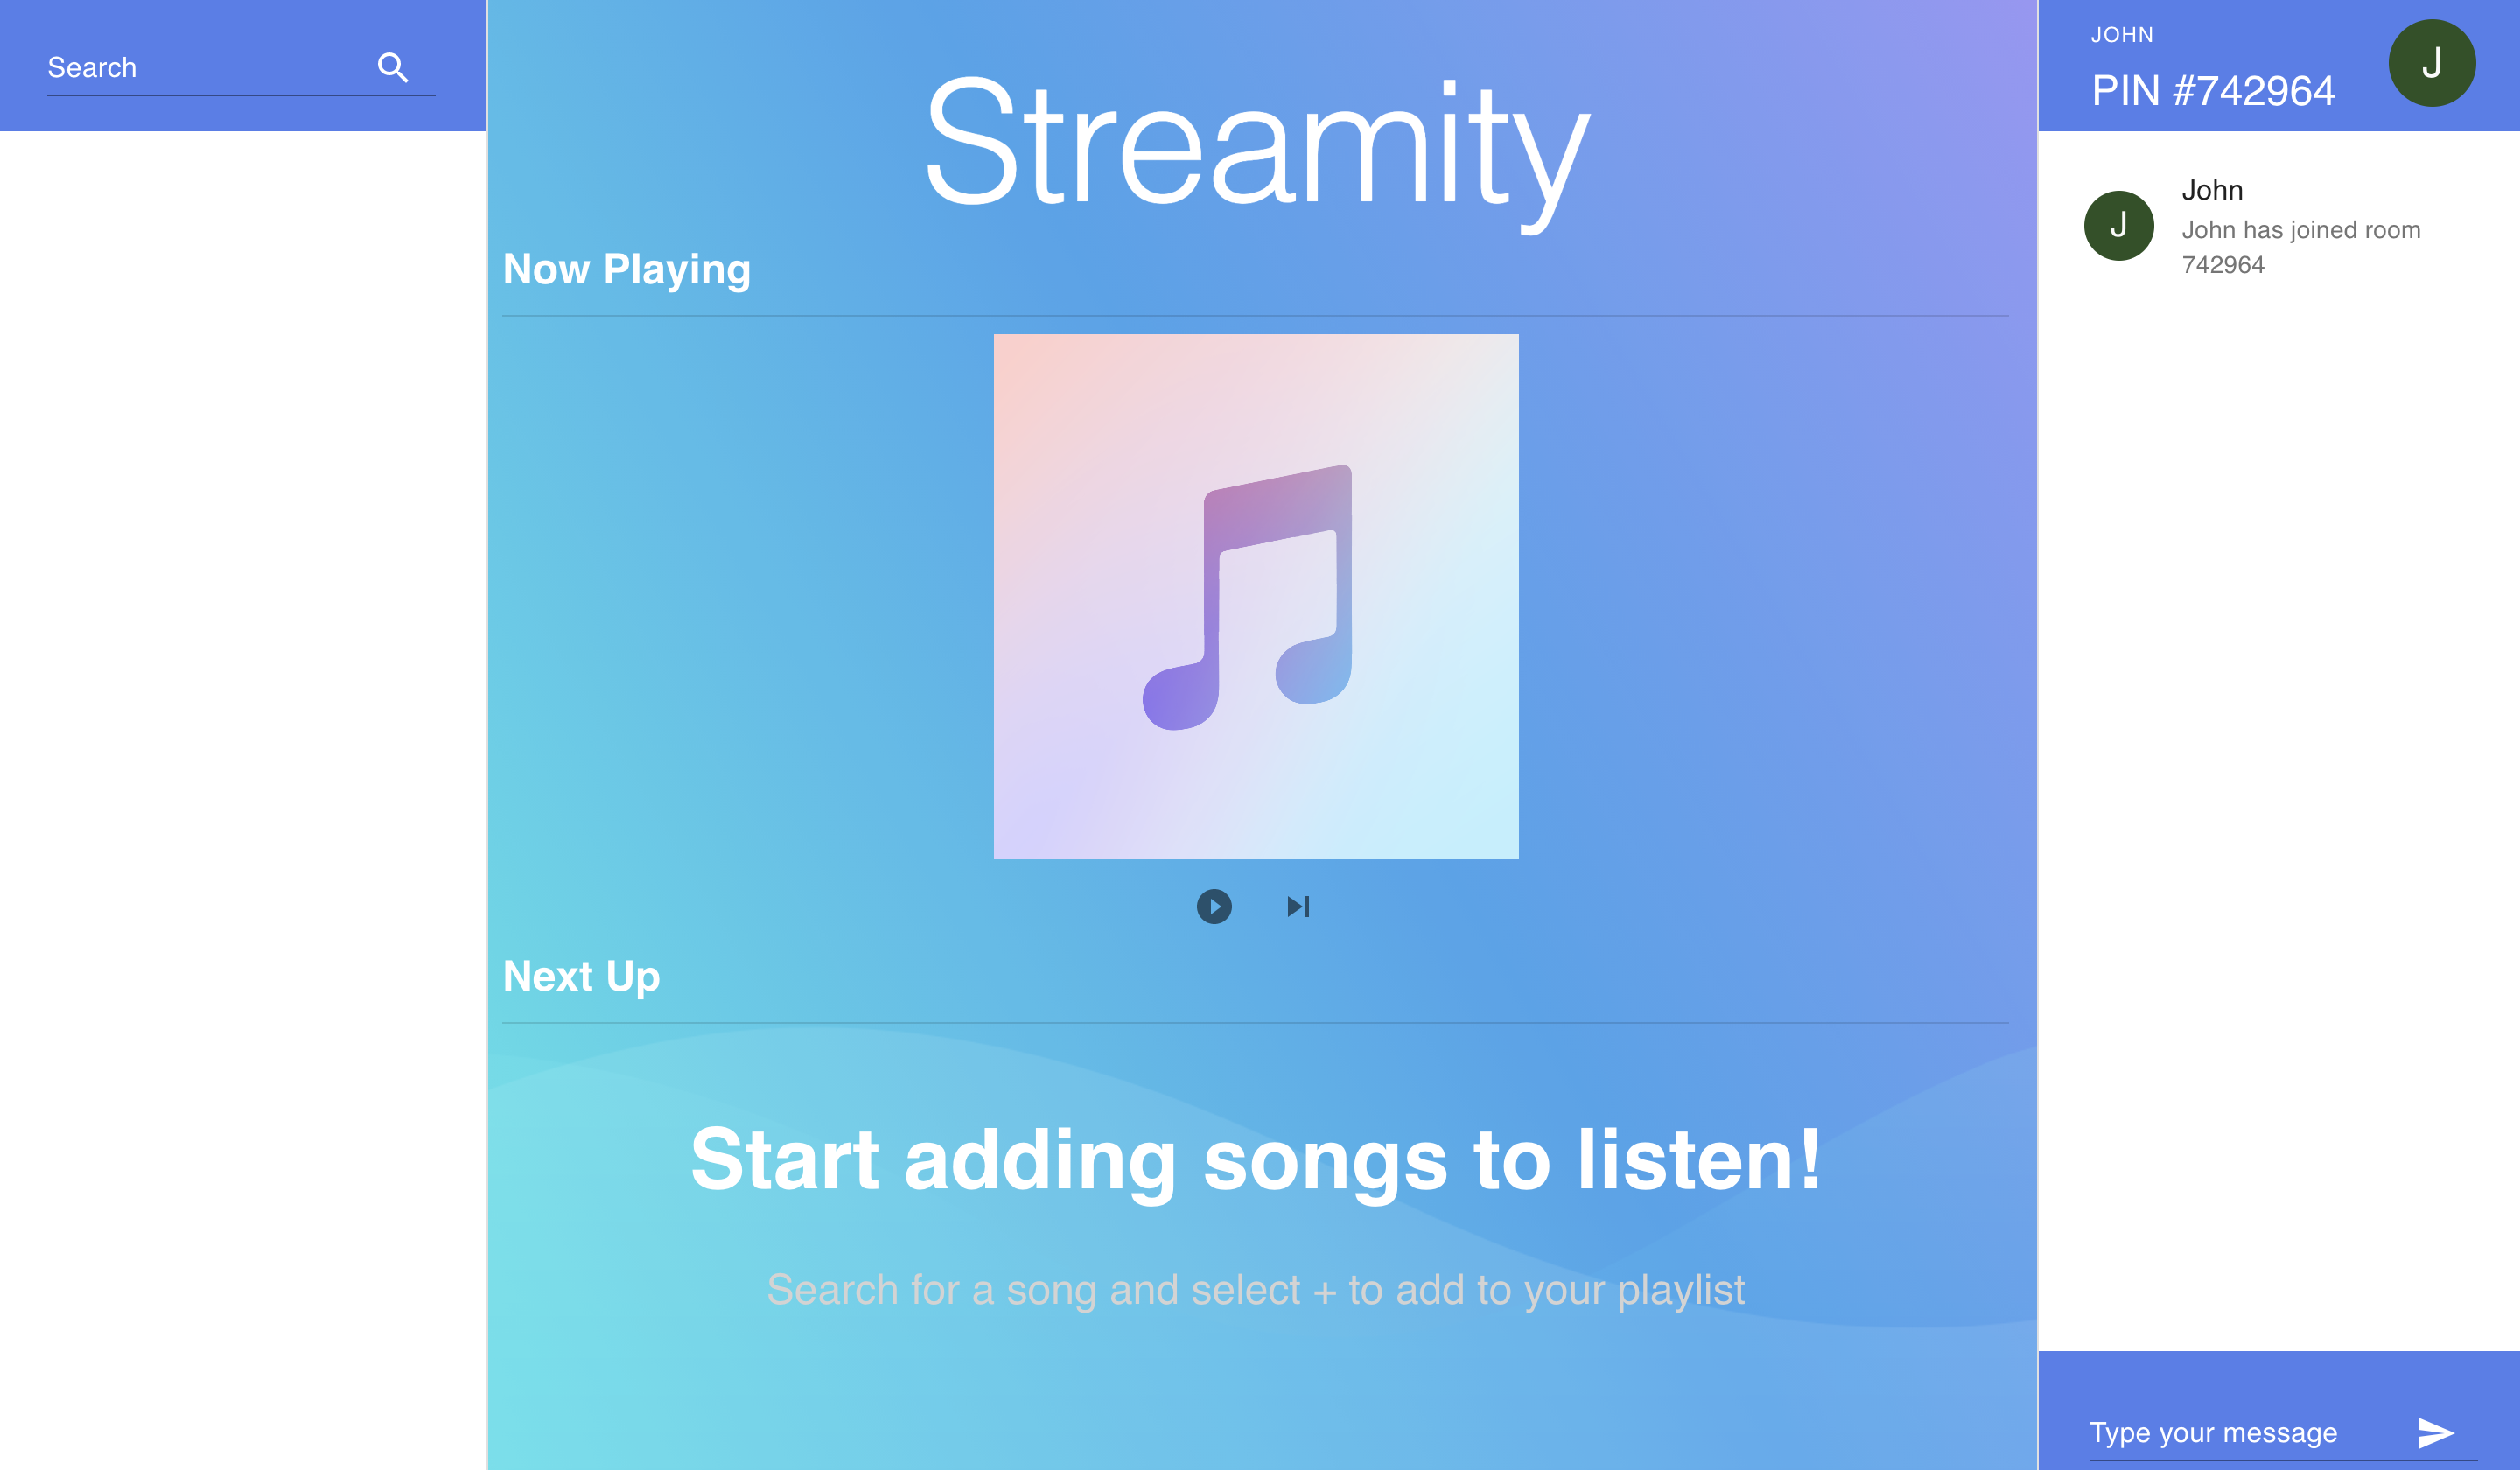 Search
Streamity
Now Playing
Next Up
Start adding songs to listen!
Search for a song and select + to add to your playlist
JOHN
PIN #742964
J
J
John
John has joined room
742964
Type your message